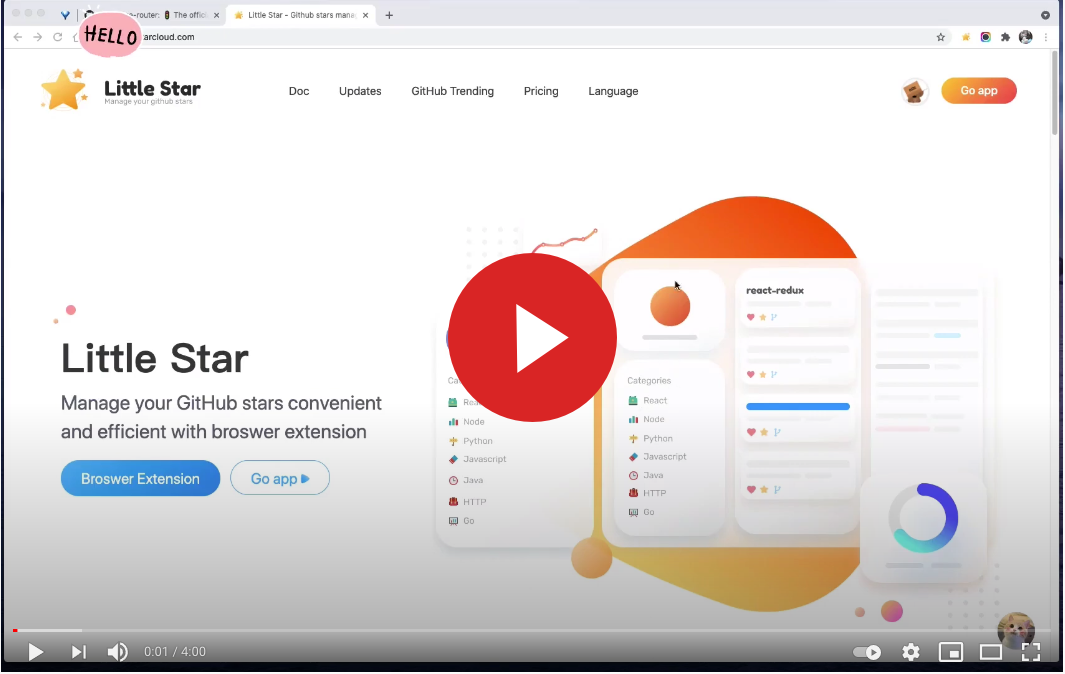 -router: The offici
Little Star - Github stars mana
HELLO
arcloud.com
Little Star
Manage your github stars
Doc Updates GitHub Trending Pricing Language
Go app
react-redux
Little Star
Manage your GitHub stars convenient
and efficient with broswer extension
Broswer Extension Go app
Ca
Rea
Node
Python
Javascript
Java
HTTP
Go
Categories
React
Node
Python
Javascript
Java
HTTP
Go
0:01 / 4:00